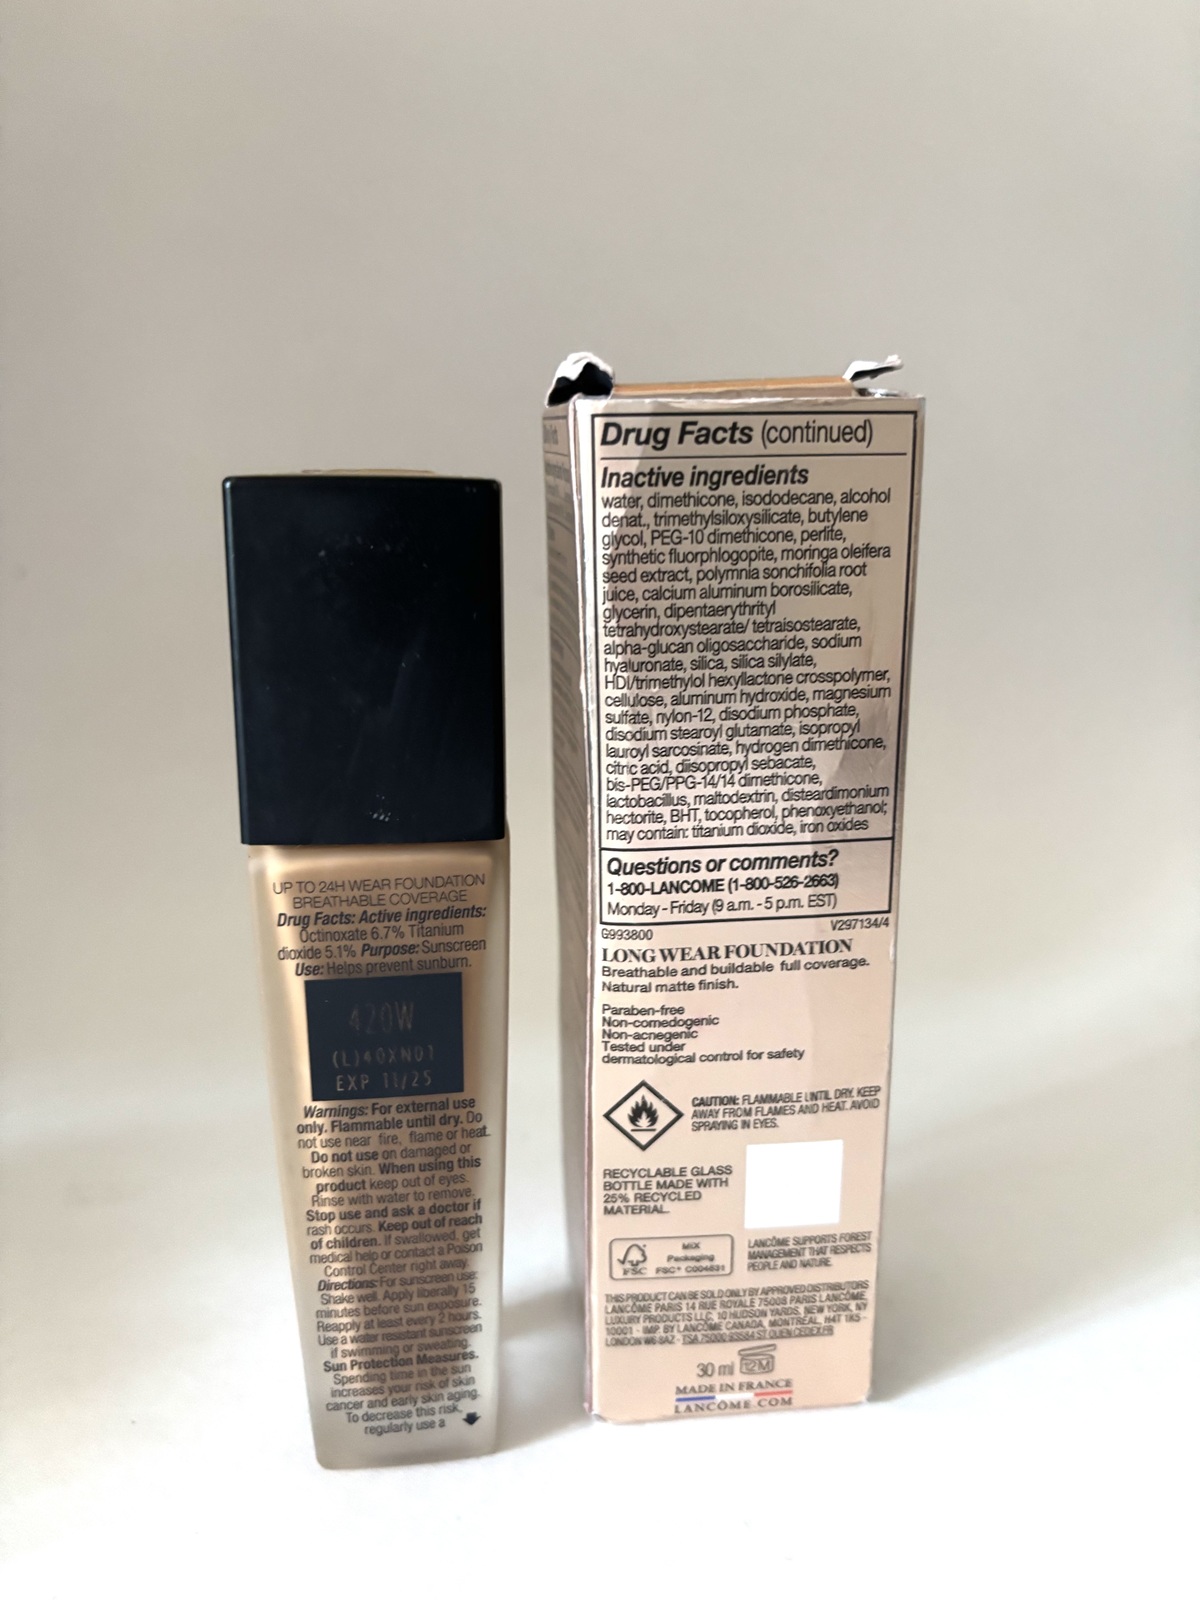 UP TO 24H WEAR FOUNDATION
BREATHABLE COVERAGE
Drug Facts: Active ingredients:
Octinoxate 6.7% Titanium
dioxide 5.1% Purpose: Sunscreen
Use: Helps prevent sunburn.
420W
(L)40XN01
EXP 11/25
Warnings: For external use
only. Flammable until dry. Do
not use near fire, flame or heat.
Do not use on damaged or
broken skin. When using this
product keep out of eyes.
Rinse with water to remove.
Stop use and ask a doctor if
rash occurs. Keep out of reach
of children. If swallowed, get
medical help or contact a Poison
Control Center right away.
Directions: For sunscreen use:
Shake well. Apply liberally 15
minutes before sun exposure.
Reapply at least every 2 hours.
Use a water resistant sunscreen
if swimming or sweating.
Sun Protection Measures.
Spending time in the sun
increases your risk of skin
cancer and early skin aging.
To decrease this risk,
regularly use a
Drug Facts (continued)
Inactive ingredients
water, dimethicone, isododecane, alcohol
denat., trimethylsiloxysilicate, butylene
glycol, PEG-10 dimethicone, perlite,
synthetic fluorphlogopite, moringa oleifera
seed extract, polymnia sonchifolia root
juice, calcium aluminum borosilicate,
glycerin, dipentaerythrityl
tetrahydroxystearate/ tetraisostearate,
alpha-glucan oligosaccharide, sodium
hyaluronate, silica, silica silylate,
HDI/trimethylol hexyllactone crosspolymer,
cellulose, aluminum hydroxide, magnesium
sulfate, nylon-12, disodium phosphate,
disodium stearoyl glutamate, isopropyl
lauroyl sarcosinate, hydrogen dimethicone,
citric acid, diisopropyl sebacate,
bis-PEG/PPG-14/14 dimethicone,
lactobacillus, maltodextrin, disteardimonium
hectorite, BHT, tocopherol, phenoxyethanol;
may contain: titanium dioxide, iron oxides
Questions or comments?
1-800-LANCOME (1-800-526-2663)
Monday - Friday (9 a.m. - 5 p.m. EST)
G993800 V297134/4
LONG WEAR FOUNDATION
Breathable and buildable full coverage.
Natural matte finish.
Paraben-free
Non-comedogenic
Non-acnegenic
Tested under
dermatological control for safety
CAUTION: FLAMMABLE UNTIL DRY. KEEP
AWAY FROM FLAMES AND HEAT. AVOID
SPRAYING IN EYES.
RECYCLABLE GLASS
BOTTLE MADE WITH
25% RECYCLED
MATERIAL.
FSC
MIX
Packaging
FSC® C004631
LANCÔME SUPPORTS FOREST
MANAGEMENT THAT RESPECTS
PEOPLE AND NATURE.
THIS PRODUCT CAN BE SOLD ONLY BY APPROVED DISTRIBUTORS
LANCÔME PARIS 14 RUE ROYALE 75008 PARIS LANCÔME,
LUXURY PRODUCTS LLC, 10 HUDSON YARDS, NEW YORK, NY
10001 - IMP. BY LANCÔME CANADA, MONTRÉAL, H4T 1K5 -
LONDON W6 8AZ - TSA 75000 93584 ST OUEN CEDEX FR
30 ml 12M
MADE IN FRANCE
LANCÔME.COM